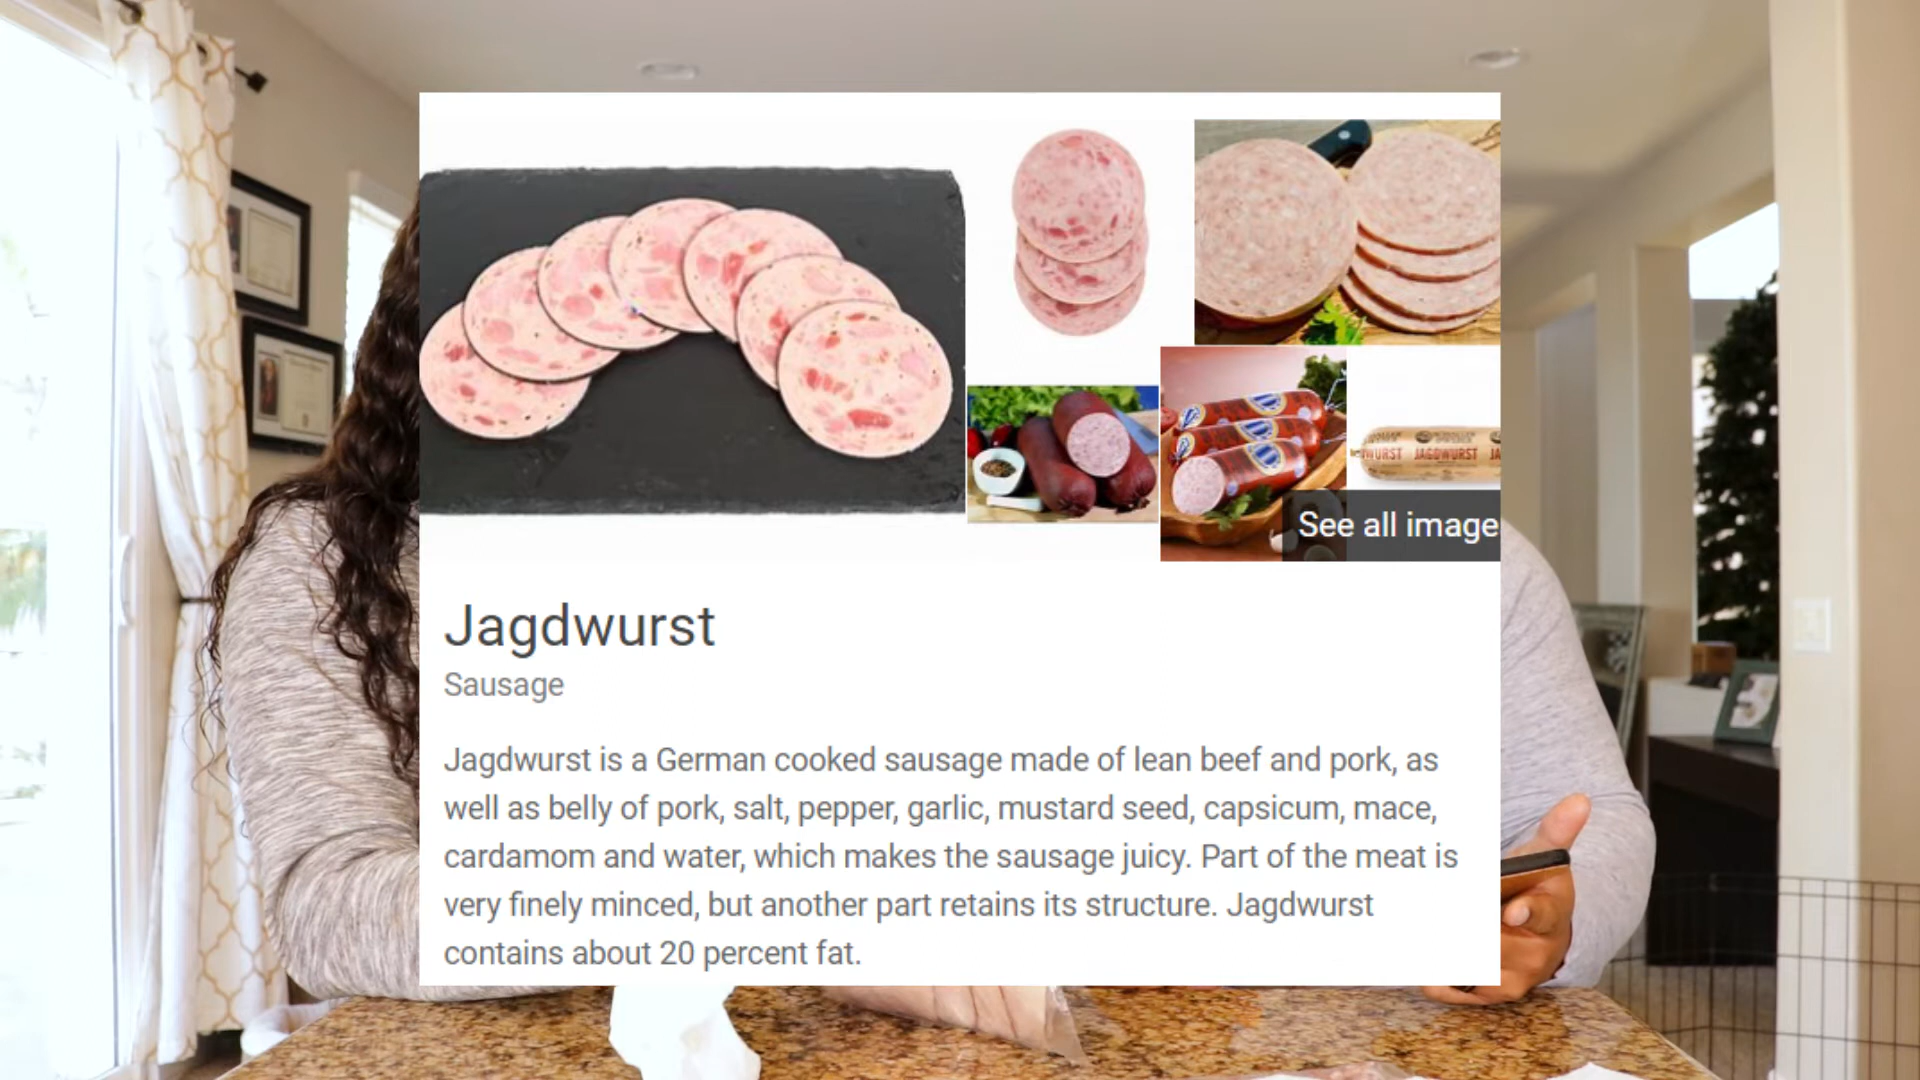 WURST JAGDWURST JA
See all image
Jagdwurst
Sausage
Jagdwurst is a German cooked sausage made of lean beef and pork, as
well as belly of pork, salt, pepper, garlic, mustard seed, capsicum, mace,
cardamom and water, which makes the sausage juicy. Part of the meat is
very finely minced, but another part retains its structure. Jagdwurst
contains about 20 percent fat.